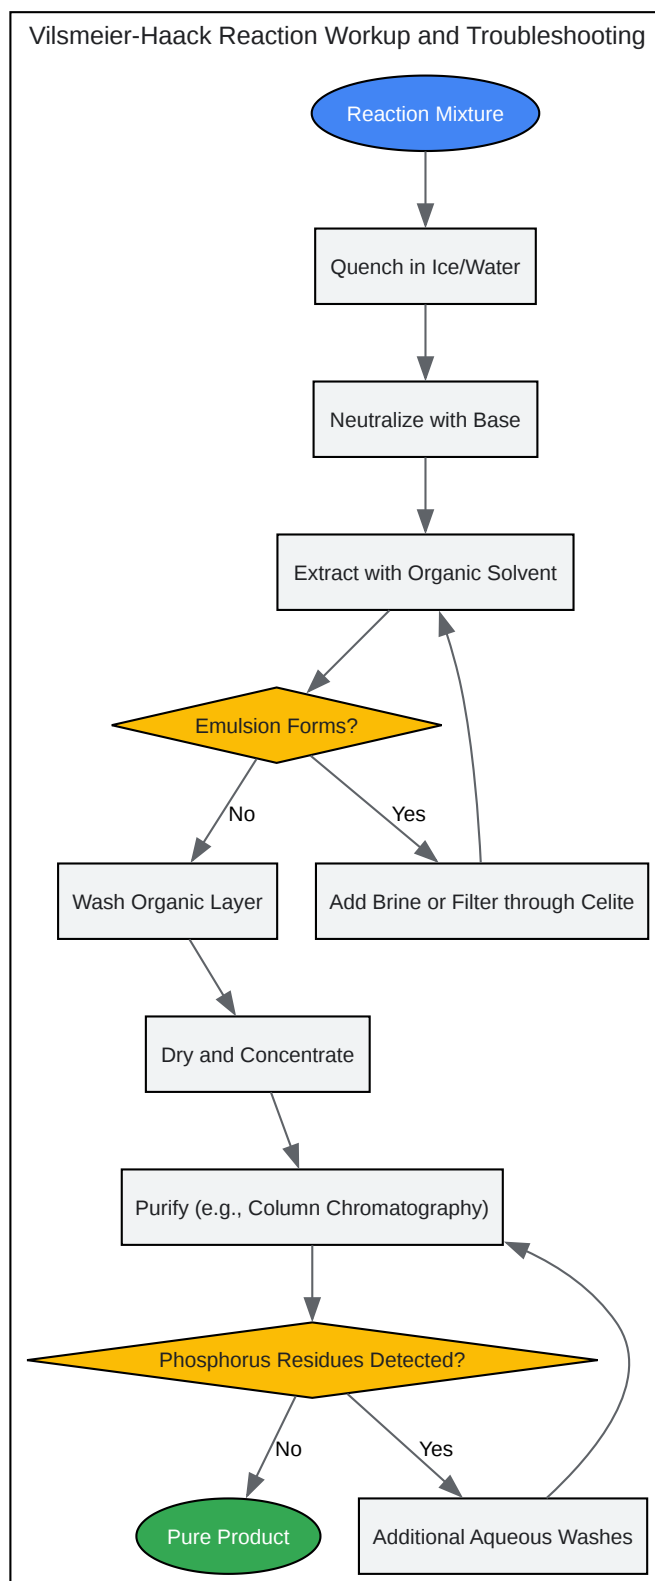 Vilsmeier-Haack Reaction Workup and Troubleshooting
Reaction Mixture
Quench in Ice/Water
Neutralize with Base
Extract with Organic Solvent
Emulsion Forms?
No
Yes
Wash Organic Layer
Add Brine or Filter through Celite
Dry and Concentrate
Purify (e.g., Column Chromatography)
Phosphorus Residues Detected?
No
Yes
Pure Product
Additional Aqueous Washes